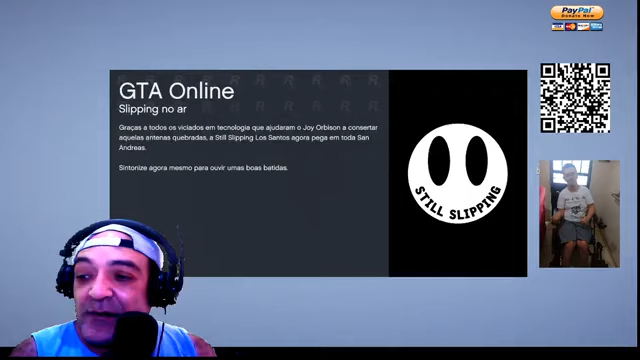 PayPal
Donate Now
GTA Online
Slipping no ar
Graças a todos os viciados em tecnologia que ajudaram o Joy Orbison a consertar
aquelas antenas quebradas, a Still Slipping Los Santos agora pega em toda San
Andreas.
Sintonize agora mesmo para ouvir umas boas batidas.
STILL SLIPPING